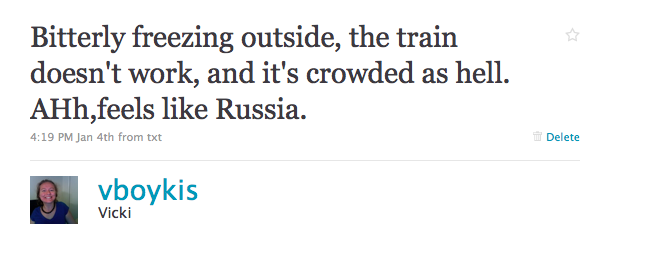 Bitterly freezing outside, the train
doesn't work, and it's crowded as hell.
AHh,feels like Russia.
4:19 PM Jan 4th from txt
Delete
vboykis
Vicki